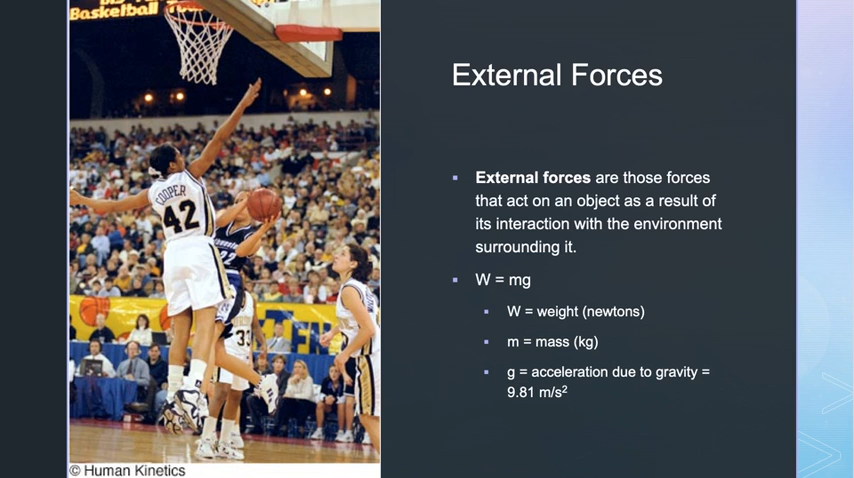 Basketball
COOPER
42
22
33
© Human Kinetics
External Forces
▪ External forces are those forces
that act on an object as a result of
its interaction with the environment
surrounding it.
▪ W = mg
▪ W = weight (newtons)
▪ m = mass (kg)
▪ g = acceleration due to gravity =
9.81 m/s²